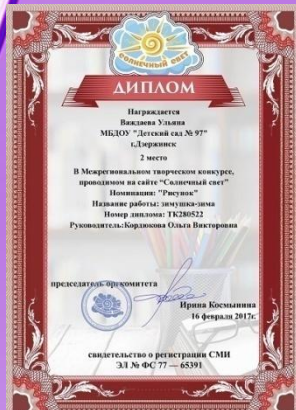 солнечный свет
ДИПЛОМ
Награждается
Важдаева Ульяна
МБДОУ "Детский сад № 97"
г.Дзержинск
2 место
В Межрегиональном творческом конкурсе,
проводимом на сайте “Солнечный свет”
Номинация: "Рисунок"
Название работы: зимушка-зима
Номер диплома: ТК280522
Руководитель:Кордюкова Ольга Викторовна
председатель оргкомитета
Ирина Космынина
16 февраля 2017г.
свидетельство о регистрации СМИ
ЭЛ № ФС 77 — 65391